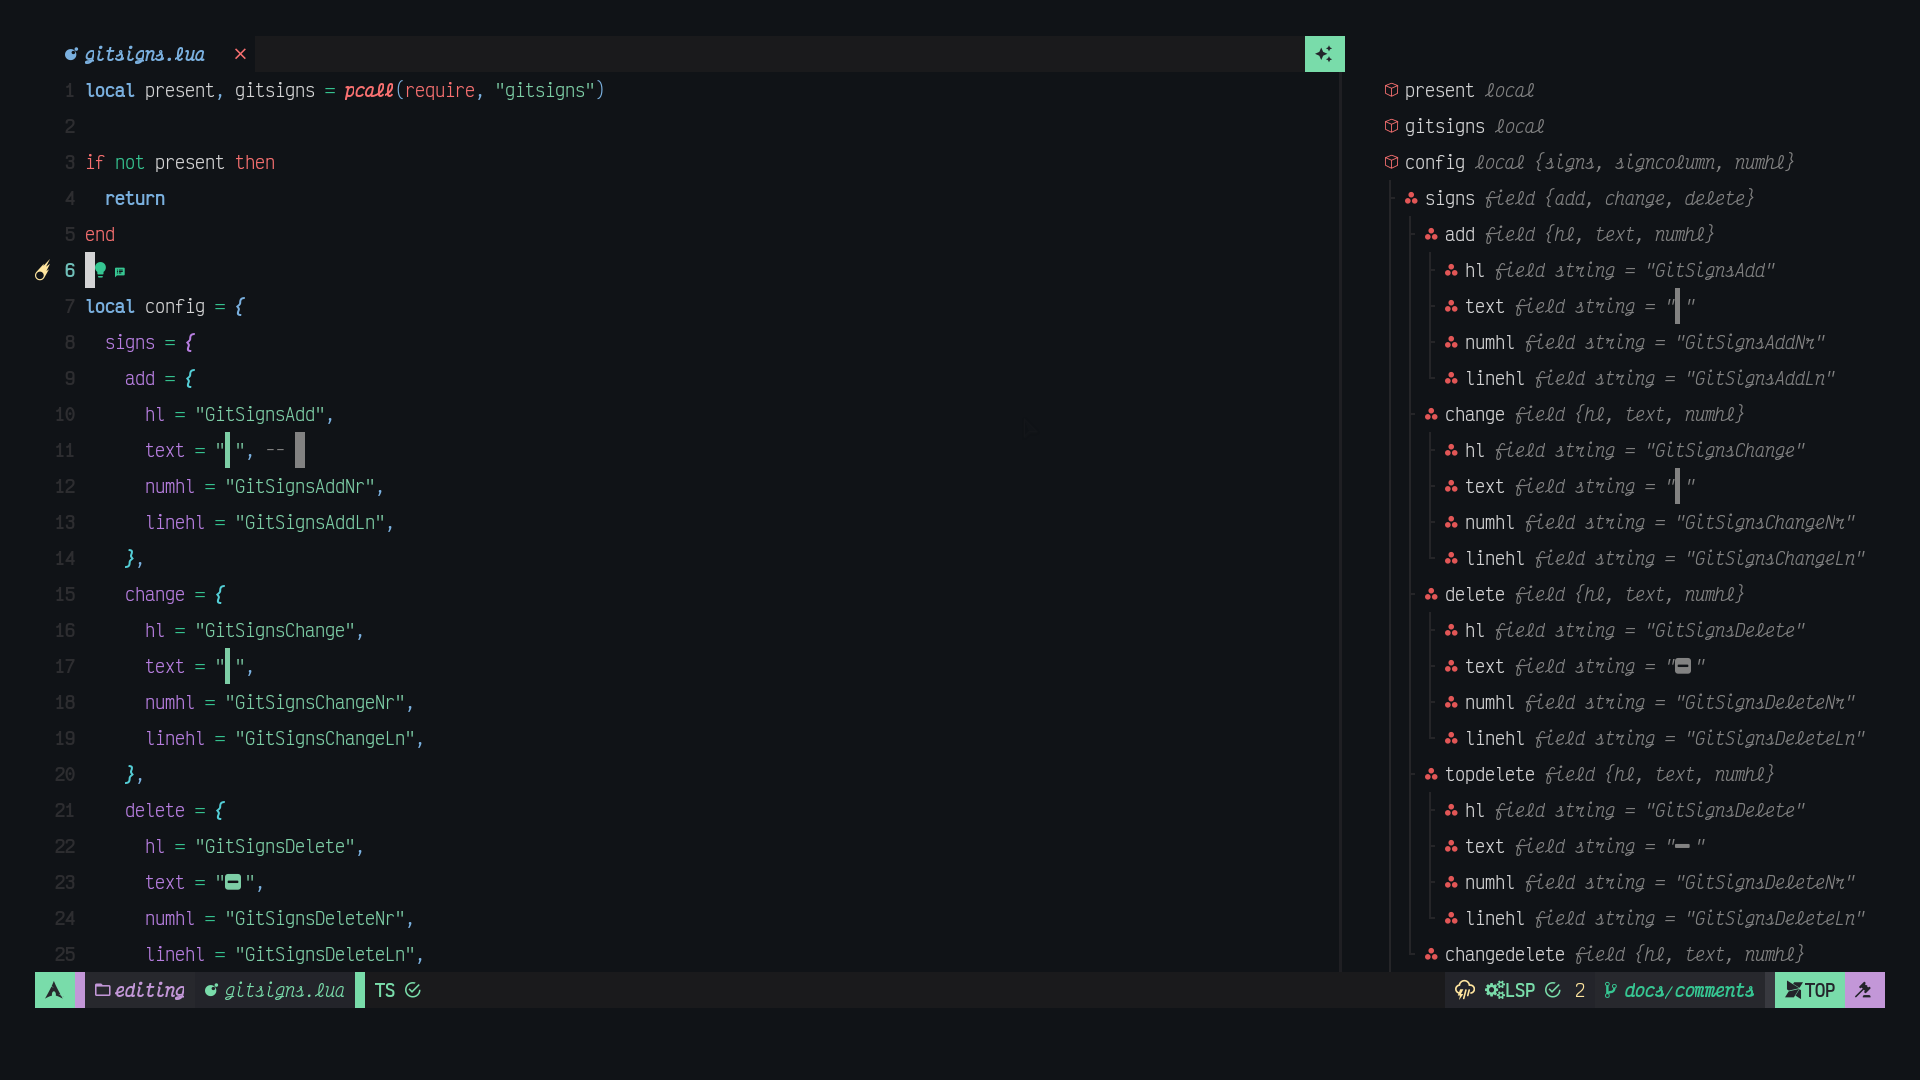 gitsigns.lua
1 local present, gitsigns = pcall(require, "gitsigns")
2
3 if not present then
4   return
5 end
6
7 local config = {
8   signs = {
9     add = {
10       hl = "GitSignsAdd",
11       text = "▌", -- █
12       numhl = "GitSignsAddNr",
13       linehl = "GitSignsAddLn",
14     },
15     change = {
16       hl = "GitSignsChange",
17       text = "▌",
18       numhl = "GitSignsChangeNr",
19       linehl = "GitSignsChangeLn",
20     },
21     delete = {
22       hl = "GitSignsDelete",
23       text = "",
24       numhl = "GitSignsDeleteNr",
25       linehl = "GitSignsDeleteLn",
present local
gitsigns local
config local {signs, signcolumn, numhl}
signs field {add, change, delete}
add field {hl, text, numhl}
hl field string = "GitSignsAdd"
text field string = "▌"
numhl field string = "GitSignsAddNr"
linehl field string = "GitSignsAddLn"
change field {hl, text, numhl}
hl field string = "GitSignsChange"
text field string = "▌"
numhl field string = "GitSignsChangeNr"
linehl field string = "GitSignsChangeLn"
delete field {hl, text, numhl}
hl field string = "GitSignsDelete"
text field string = ""
numhl field string = "GitSignsDeleteNr"
linehl field string = "GitSignsDeleteLn"
topdelete field {hl, text, numhl}
hl field string = "GitSignsDelete"
text field string = ""
numhl field string = "GitSignsDeleteNr"
linehl field string = "GitSignsDeleteLn"
changedelete field {hl, text, numhl}
editing gitsigns.lua TS LSP 2 docs/comments TOP